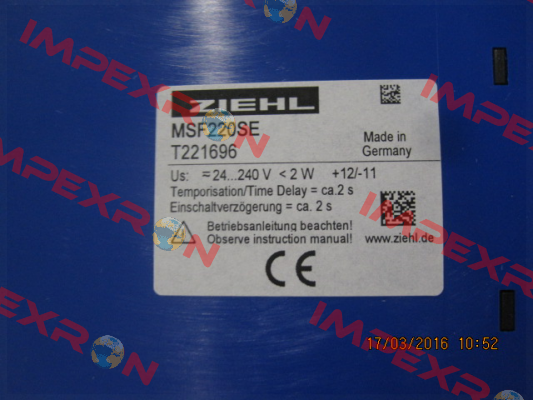 IMPEXRON
ZIEHL
MSF220SE
T221696
Made in
Germany
Us: ≂ 24...240 V < 2 W +12/-11
Temporisation/Time Delay = ca.2 s
Einschaltverzögerung = ca. 2 s
Betriebsanleitung beachten!
Observe instruction manual! www.ziehl.de
CE
IMPEXRON
IMPEXRON
IMPEXRON
17/03/2016 10:52
IMPEXRON